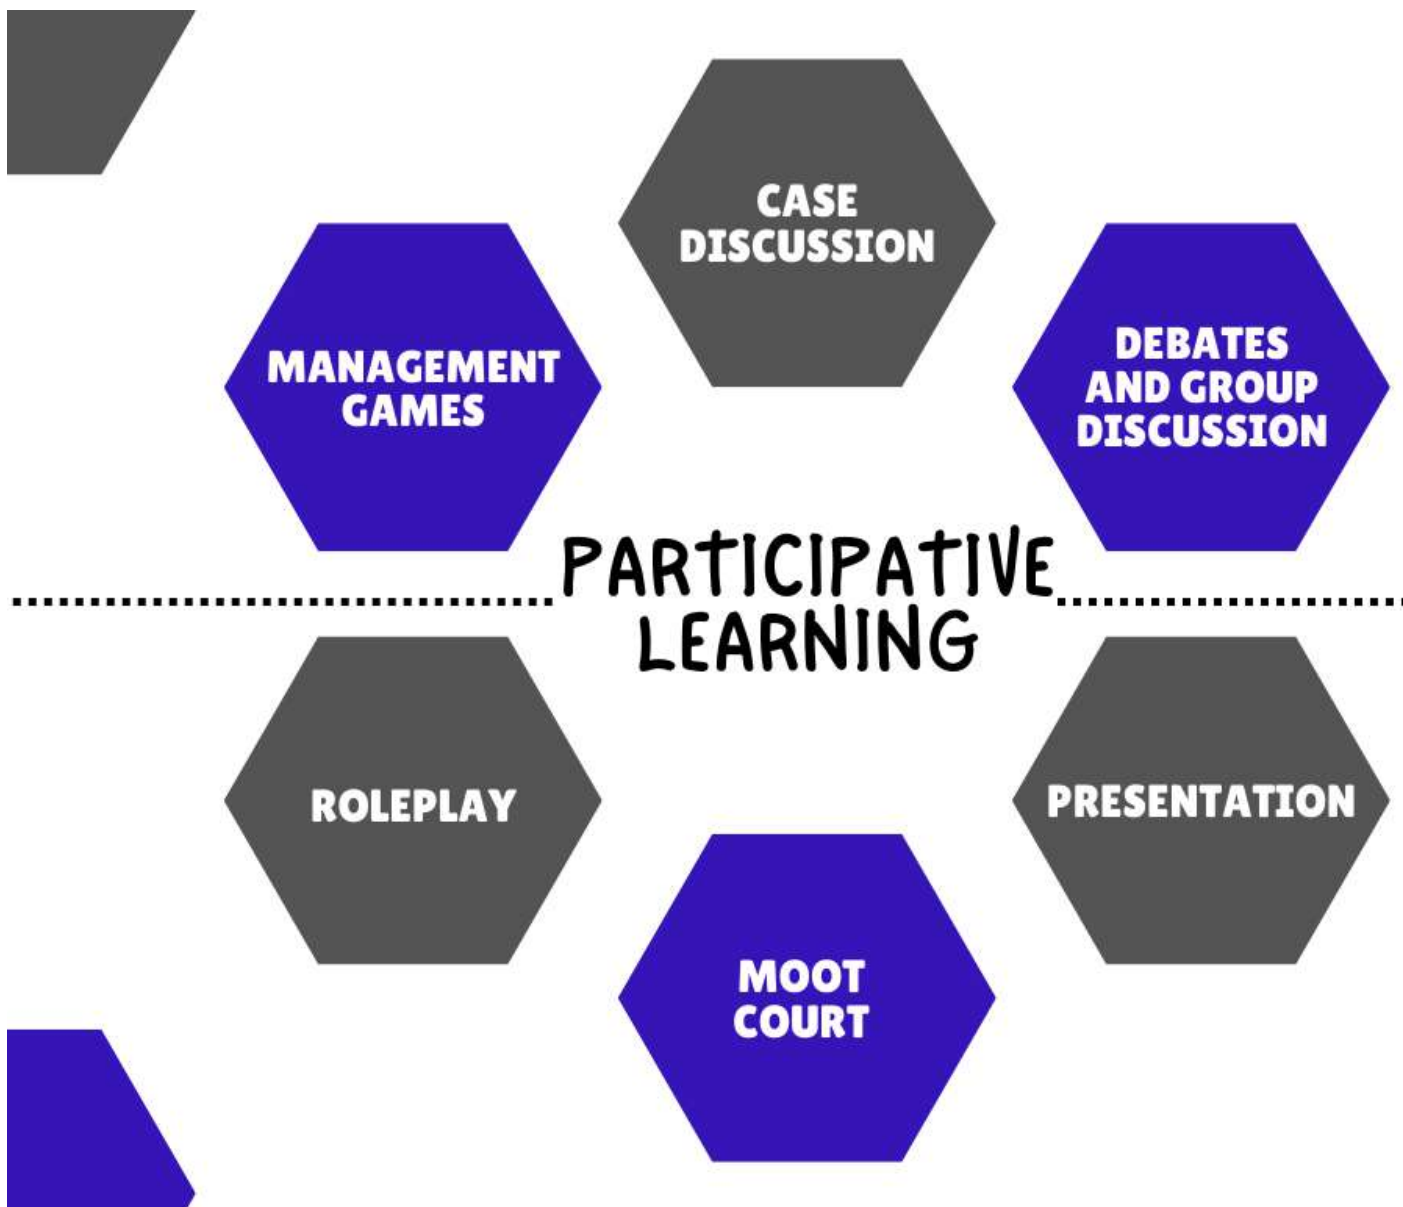 CASE
DISCUSSION
MANAGEMENT
GAMES
DEBATES
AND GROUP
DISCUSSION
PARTICIPATIVE
LEARNING
ROLEPLAY
PRESENTATION
MOOT
COURT